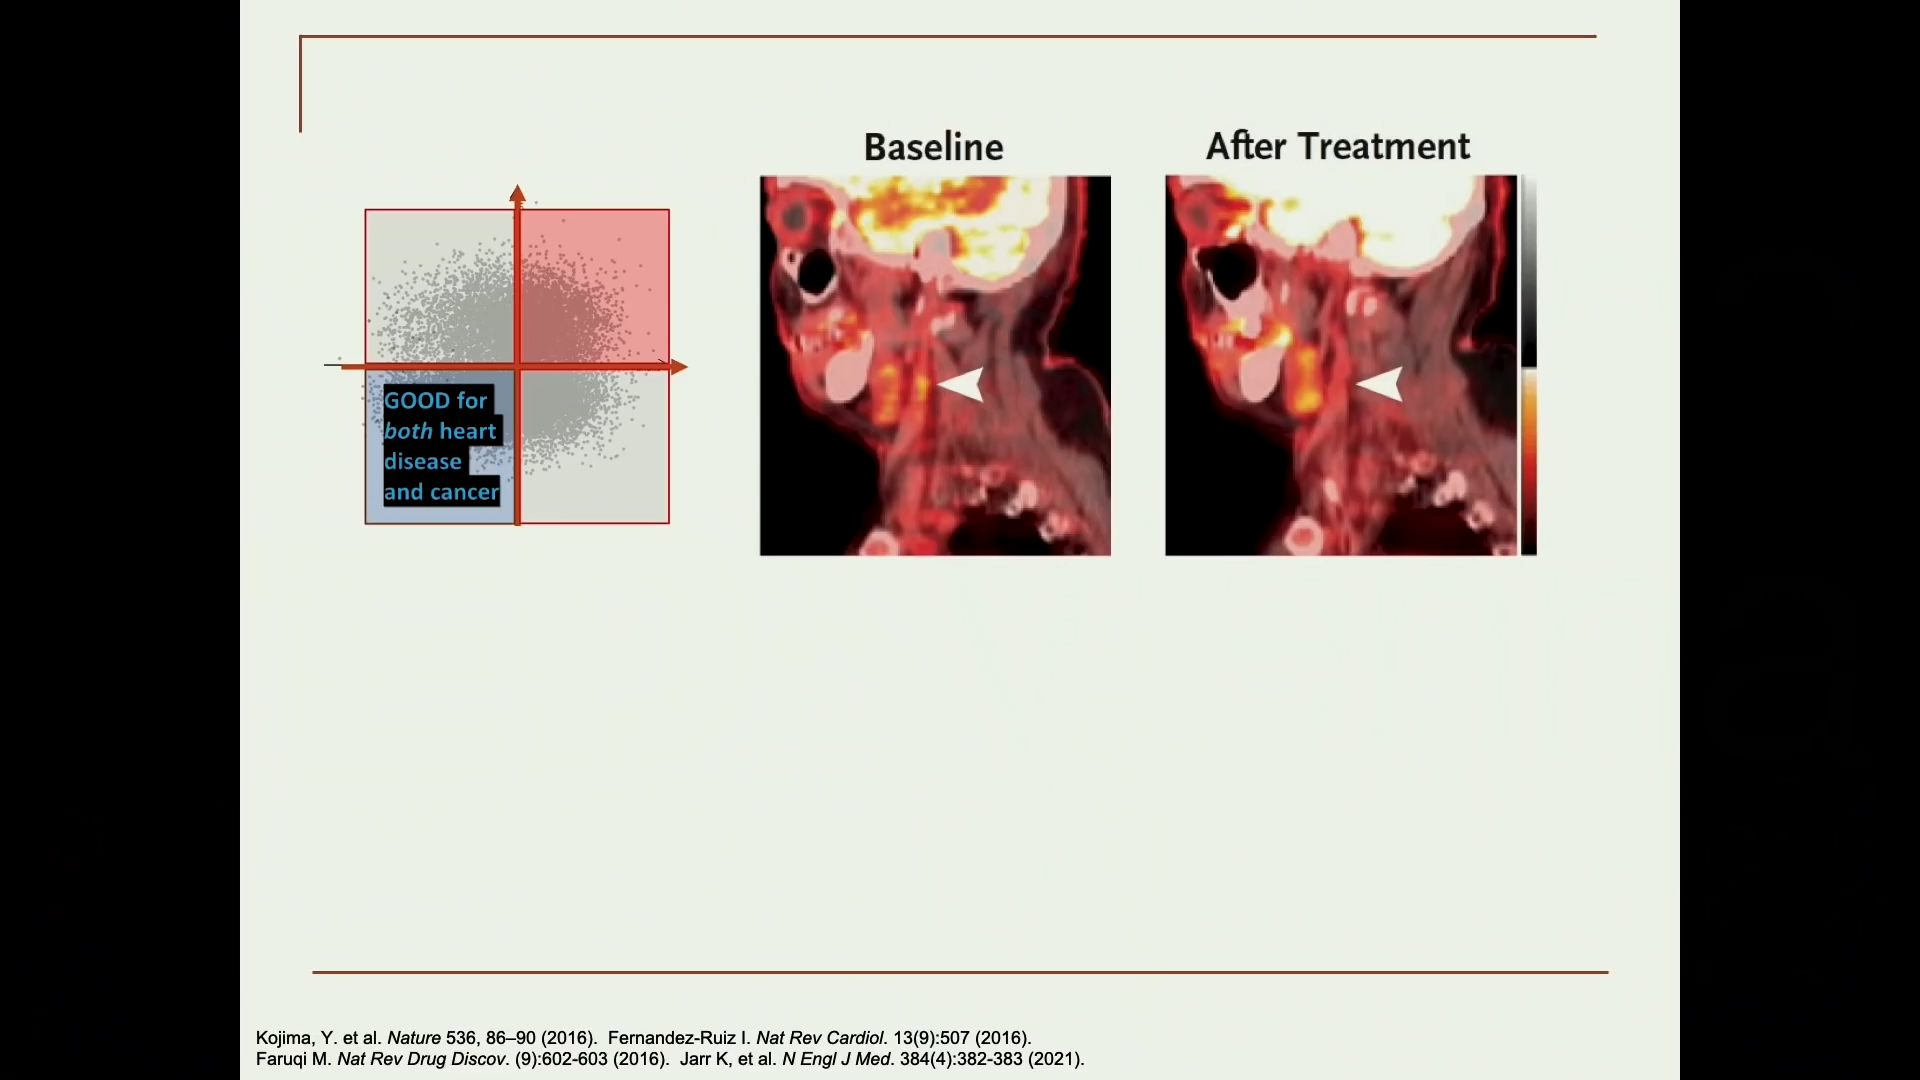 Baseline
After Treatment
GOOD for
both heart
disease
and cancer
Kojima, Y. et al. Nature 536, 86–90 (2016).  Fernandez-Ruiz I. Nat Rev Cardiol. 13(9):507 (2016).
Faruqi M. Nat Rev Drug Discov. (9):602-603 (2016).  Jarr K, et al. N Engl J Med. 384(4):382-383 (2021).